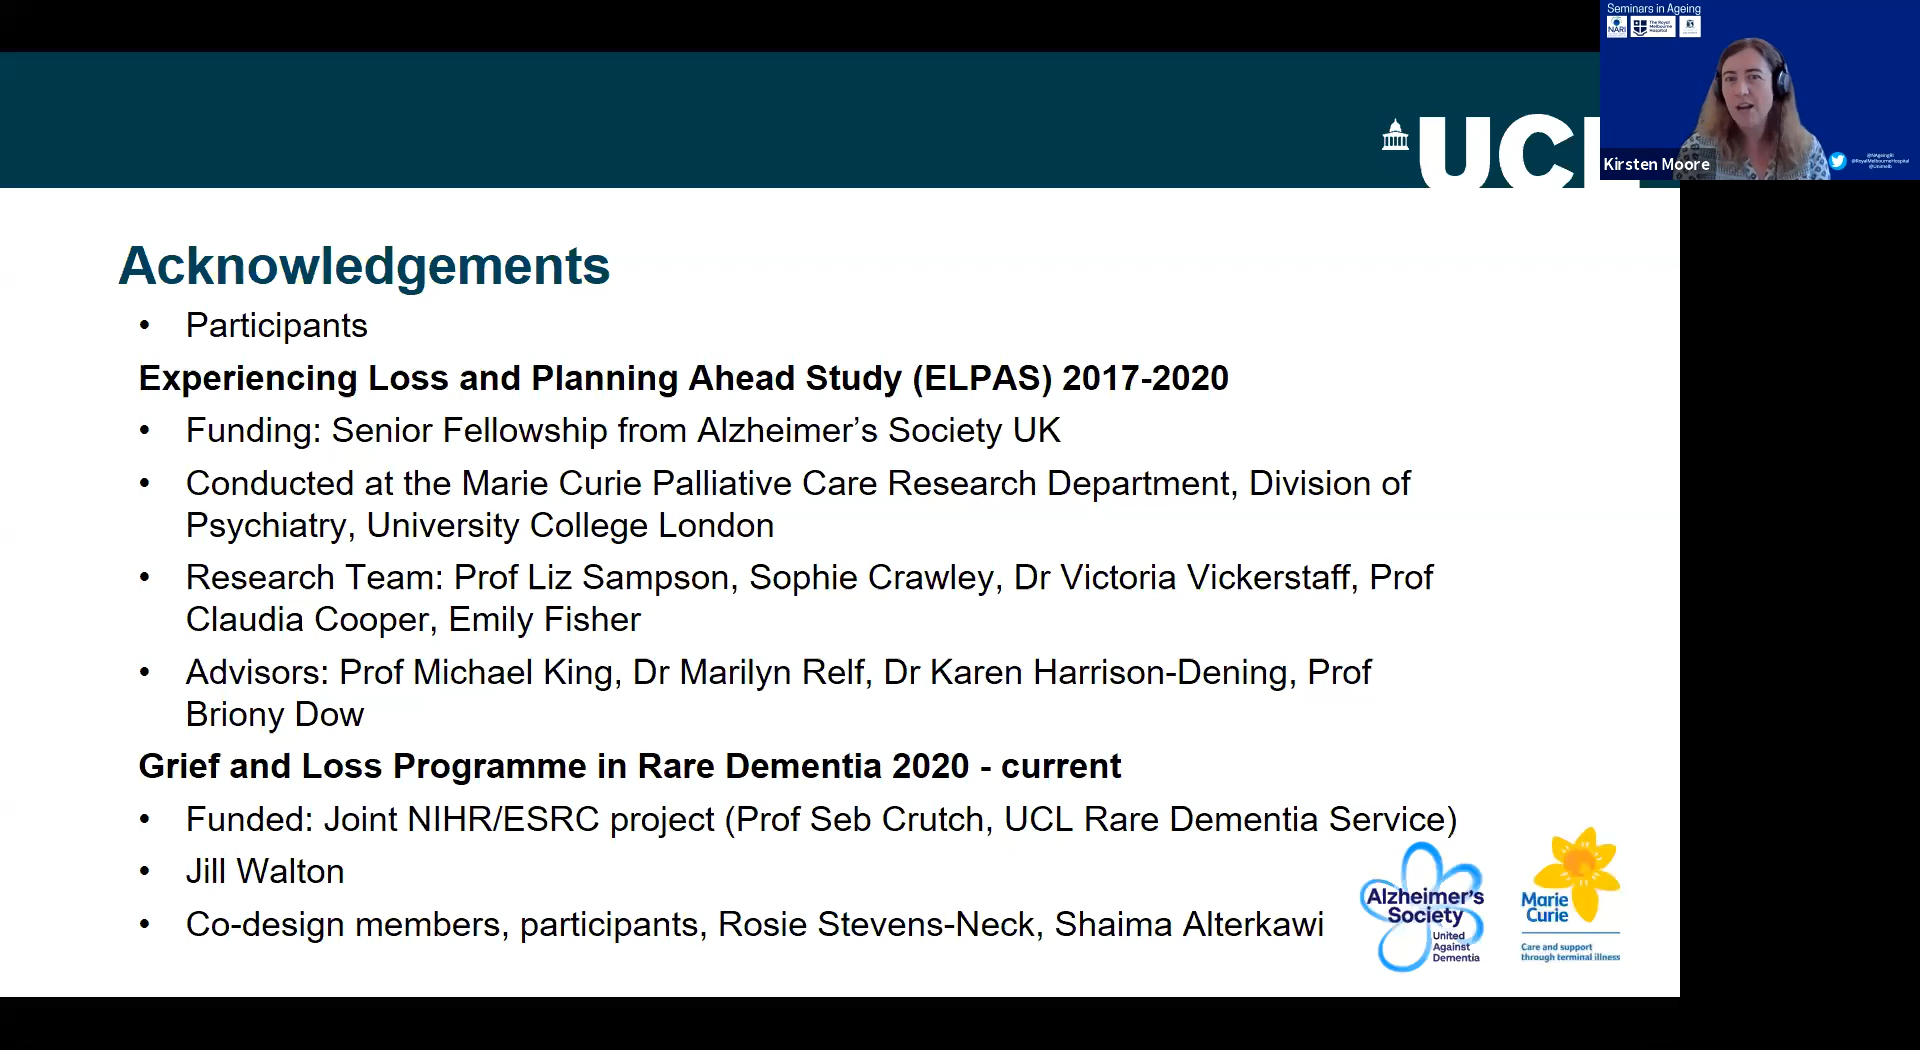 Seminars in Ageing
NARI
The Royal
Melbourne
Hospital
UCL
Kirsten Moore
@NAgeingRI
@RoyalMelbourneHospital
@Unimelb
Acknowledgements
• Participants
Experiencing Loss and Planning Ahead Study (ELPAS) 2017-2020
• Funding: Senior Fellowship from Alzheimer’s Society UK
• Conducted at the Marie Curie Palliative Care Research Department, Division of
Psychiatry, University College London
• Research Team: Prof Liz Sampson, Sophie Crawley, Dr Victoria Vickerstaff, Prof
Claudia Cooper, Emily Fisher
• Advisors: Prof Michael King, Dr Marilyn Relf, Dr Karen Harrison-Dening, Prof
Briony Dow
Grief and Loss Programme in Rare Dementia 2020 - current
• Funded: Joint NIHR/ESRC project (Prof Seb Crutch, UCL Rare Dementia Service)
• Jill Walton
• Co-design members, participants, Rosie Stevens-Neck, Shaima Alterkawi
Alzheimer's
Society
United
Against
Dementia
Marie
Curie
Care and support
through terminal illness